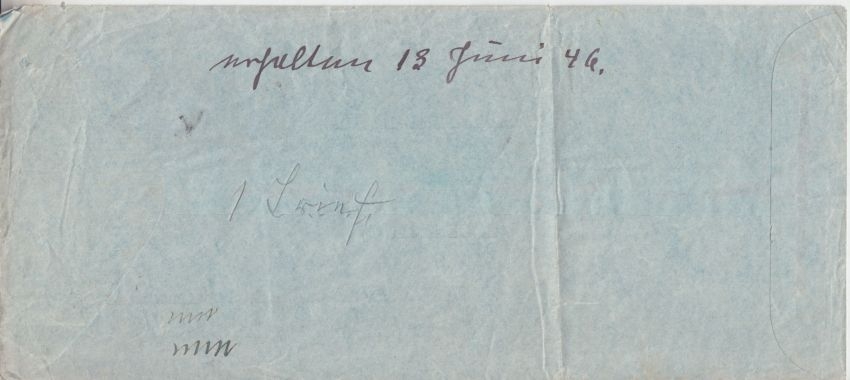 erhalten 13 Juni 46.
1 Brief